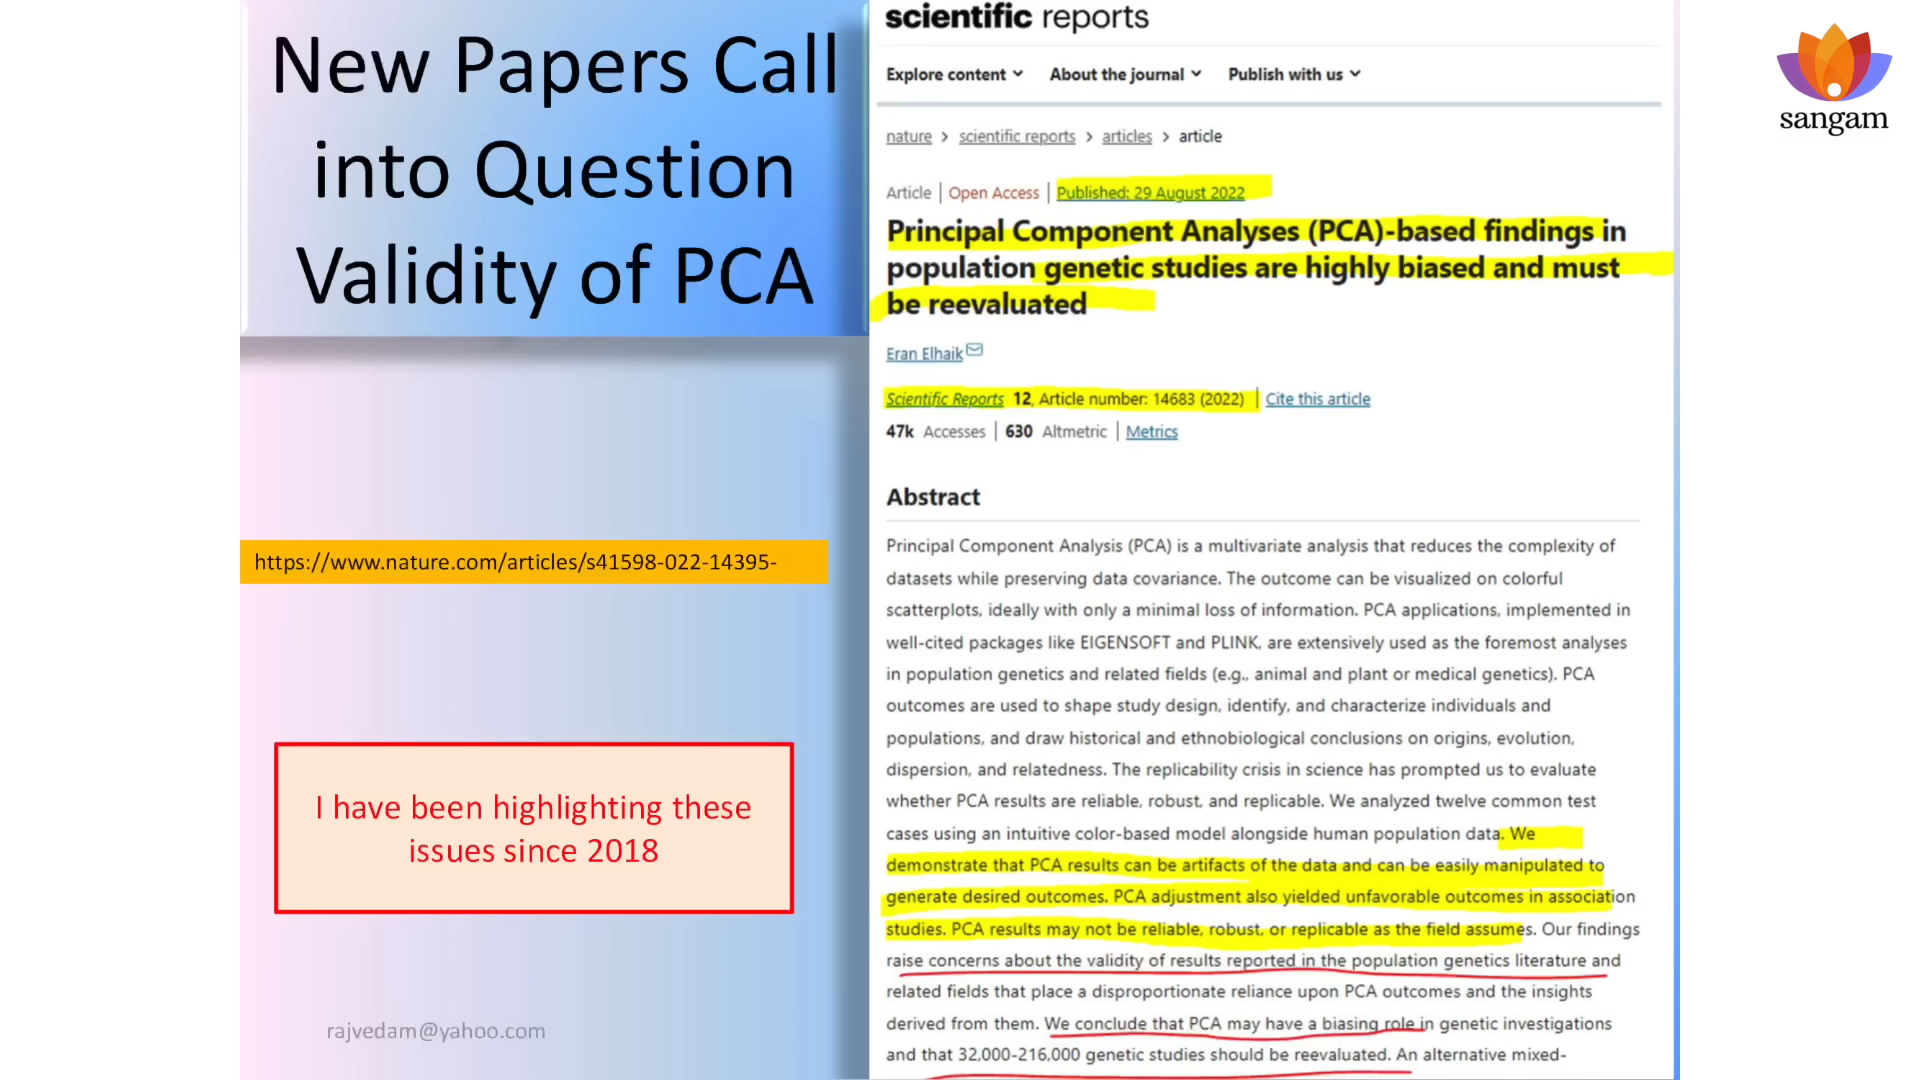 New Papers Call
into Question
Validity of PCA
https://www.nature.com/articles/s41598-022-14395-
I have been highlighting these
issues since 2018
rajvedam@yahoo.com
scientific reports
Explore content About the journal Publish with us
nature > scientific reports > articles > article
Article | Open Access | Published: 29 August 2022
Principal Component Analyses (PCA)-based findings in
population genetic studies are highly biased and must
be reevaluated
Eran Elhaik
Scientific Reports 12, Article number: 14683 (2022) | Cite this article
47k Accesses | 630 Altmetric | Metrics
Abstract
Principal Component Analysis (PCA) is a multivariate analysis that reduces the complexity of
datasets while preserving data covariance. The outcome can be visualized on colorful
scatterplots, ideally with only a minimal loss of information. PCA applications, implemented in
well-cited packages like EIGENSOFT and PLINK, are extensively used as the foremost analyses
in population genetics and related fields (e.g., animal and plant or medical genetics). PCA
outcomes are used to shape study design, identify, and characterize individuals and
populations, and draw historical and ethnobiological conclusions on origins, evolution,
dispersion, and relatedness. The replicability crisis in science has prompted us to evaluate
whether PCA results are reliable, robust, and replicable. We analyzed twelve common test
cases using an intuitive color-based model alongside human population data. We
demonstrate that PCA results can be artifacts of the data and can be easily manipulated to
generate desired outcomes. PCA adjustment also yielded unfavorable outcomes in association
studies. PCA results may not be reliable, robust, or replicable as the field assumes. Our findings
raise concerns about the validity of results reported in the population genetics literature and
related fields that place a disproportionate reliance upon PCA outcomes and the insights
derived from them. We conclude that PCA may have a biasing role in genetic investigations
and that 32,000-216,000 genetic studies should be reevaluated. An alternative mixed-
sangam